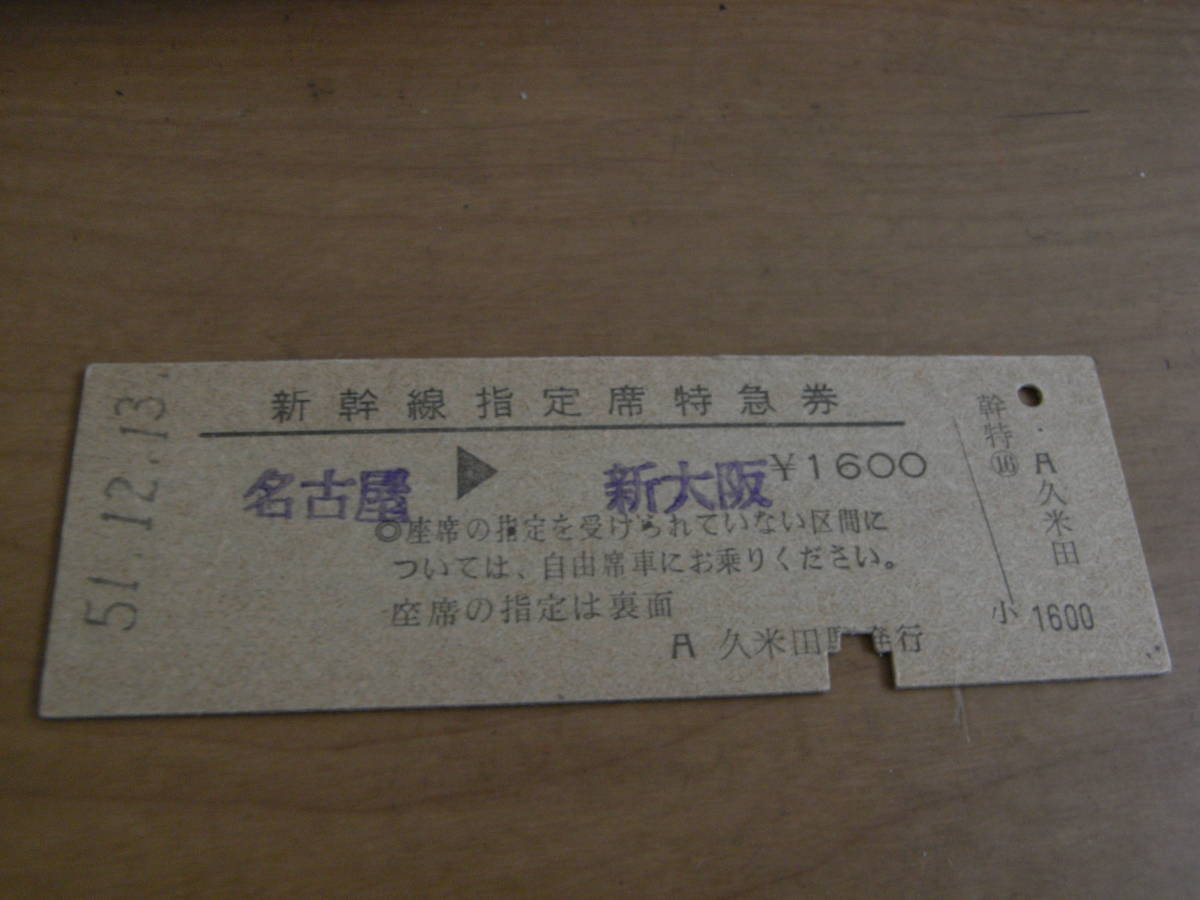 51.12.13.
新幹線指定席特急券
名古屋 ▶ 新大阪 ¥1600
◎座席の指定を受けられていない区間に
ついては、自由席車にお乗りください。
座席の指定は裏面
A 久米田駅発行
幹特⑯
A久米田
小 1600